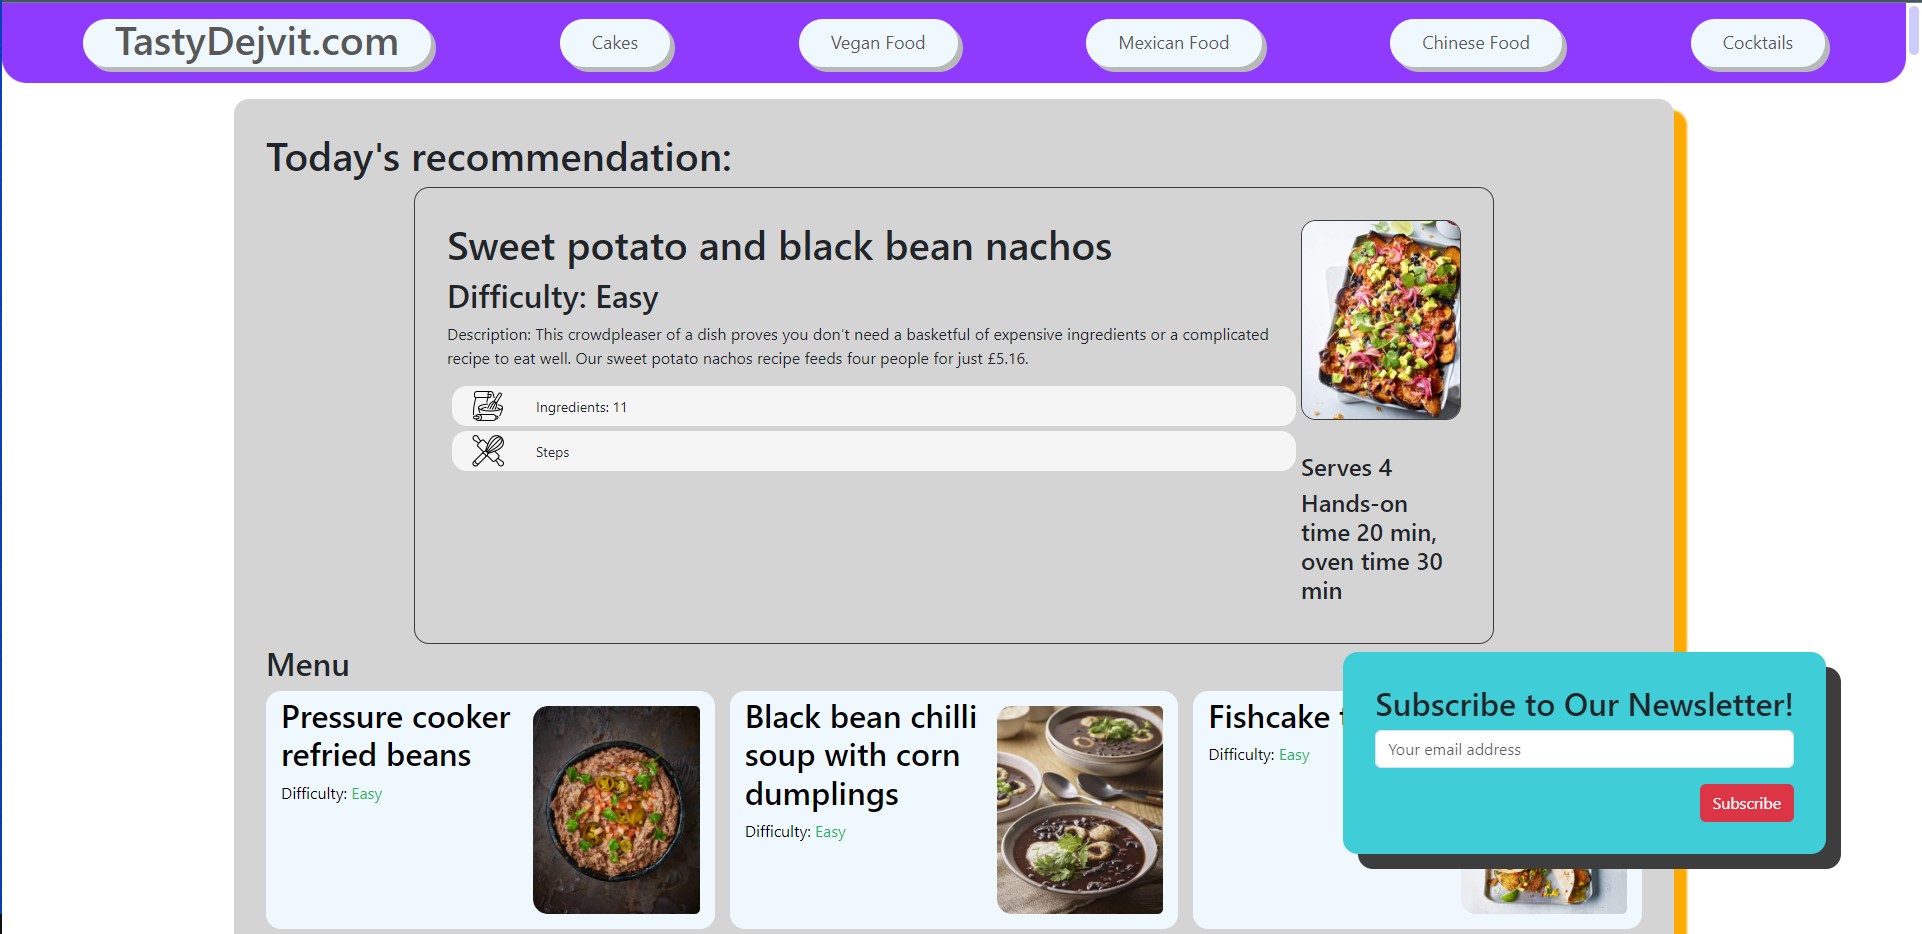 TastyDejvit.com
Cakes
Vegan Food
Mexican Food
Chinese Food
Cocktails
Today's recommendation:
Sweet potato and black bean nachos
Difficulty: Easy
Description: This crowdpleaser of a dish proves you don't need a basketful of expensive ingredients or a complicated
recipe to eat well. Our sweet potato nachos recipe feeds four people for just £5.16.
Ingredients: 11
Steps
Serves 4
Hands-on
time 20 min,
oven time 30
min
Menu
Pressure cooker
refried beans
Difficulty: Easy
Black bean chilli
soup with corn
dumplings
Difficulty: Easy
Fishcake
Difficulty: Easy
Subscribe to Our Newsletter!
Your email address
Subscribe